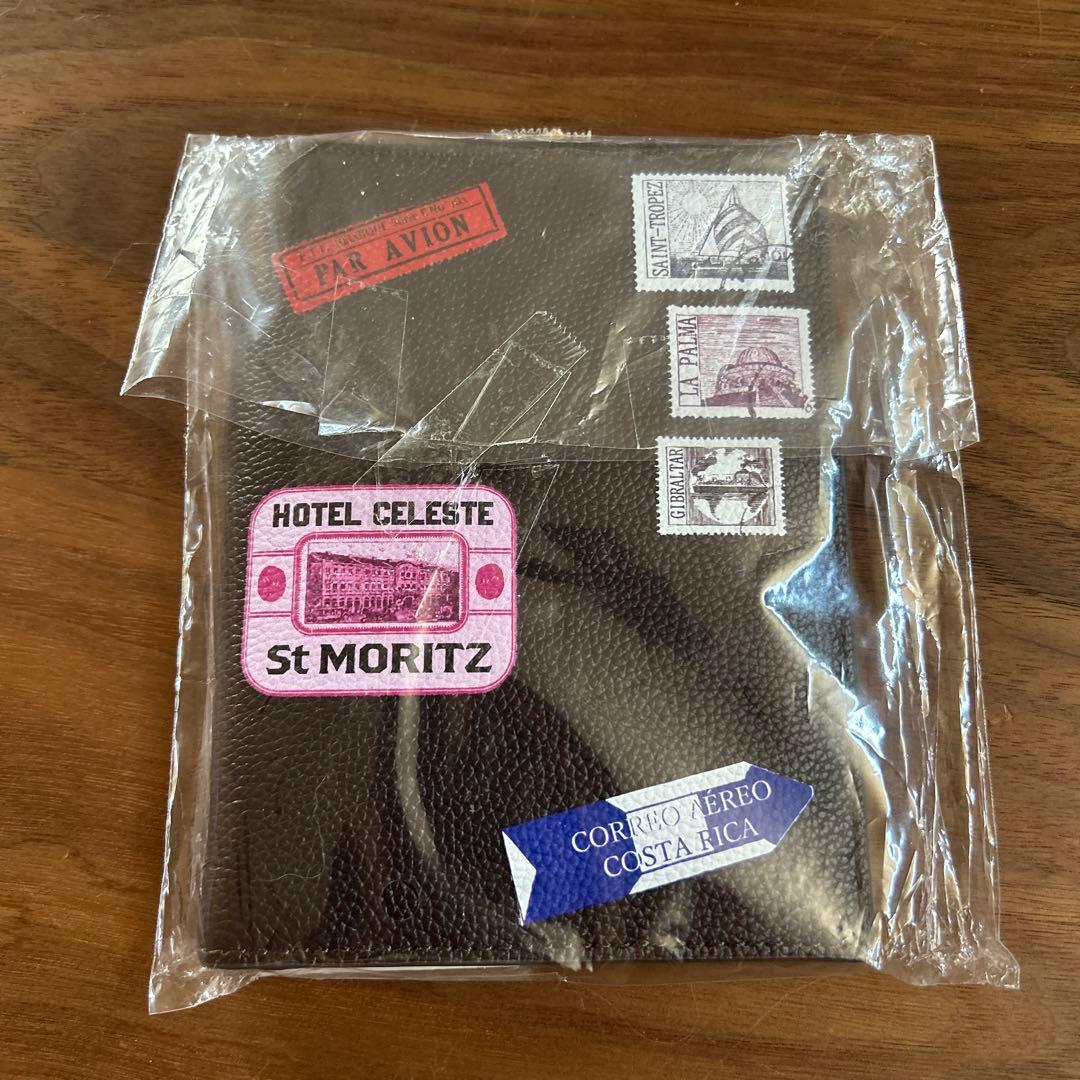 PAR AVION
SAINT-TROPEZ
LA PALMA
GIBRALTAR
HOTEL CELESTE
St MORITZ
CORREO AÉREO
COSTA RICA